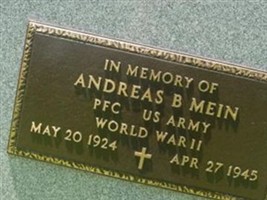 IN MEMORY OF
ANDREAS B MEIN
PFC US ARMY
WORLD WAR II
MAY 20 1924 APR 27 1945